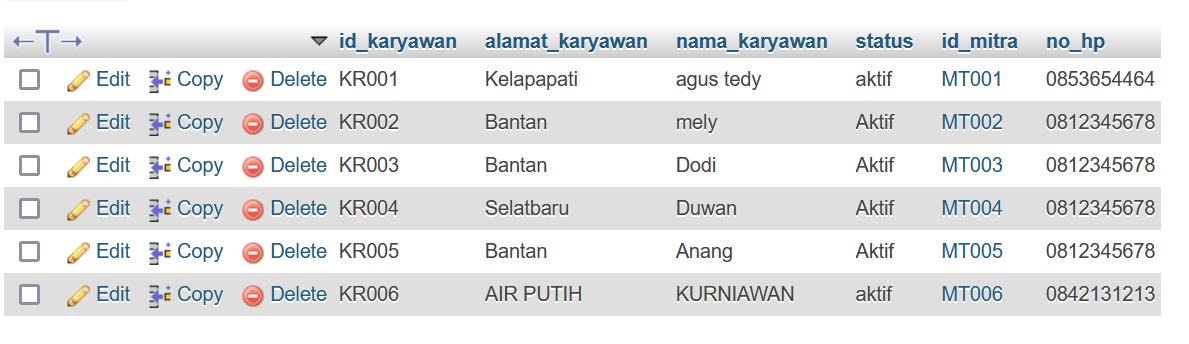 id_karyawan alamat_karyawan nama_karyawan status id_mitra no_hp
Edit Copy Delete KR001 Kelapapati agus tedy aktif MT001 0853654464
Edit Copy Delete KR002 Bantan mely Aktif MT002 0812345678
Edit Copy Delete KR003 Bantan Dodi Aktif MT003 0812345678
Edit Copy Delete KR004 Selatbaru Duwan Aktif MT004 0812345678
Edit Copy Delete KR005 Bantan Anang Aktif MT005 0812345678
Edit Copy Delete KR006 AIR PUTIH KURNIAWAN aktif MT006 0842131213